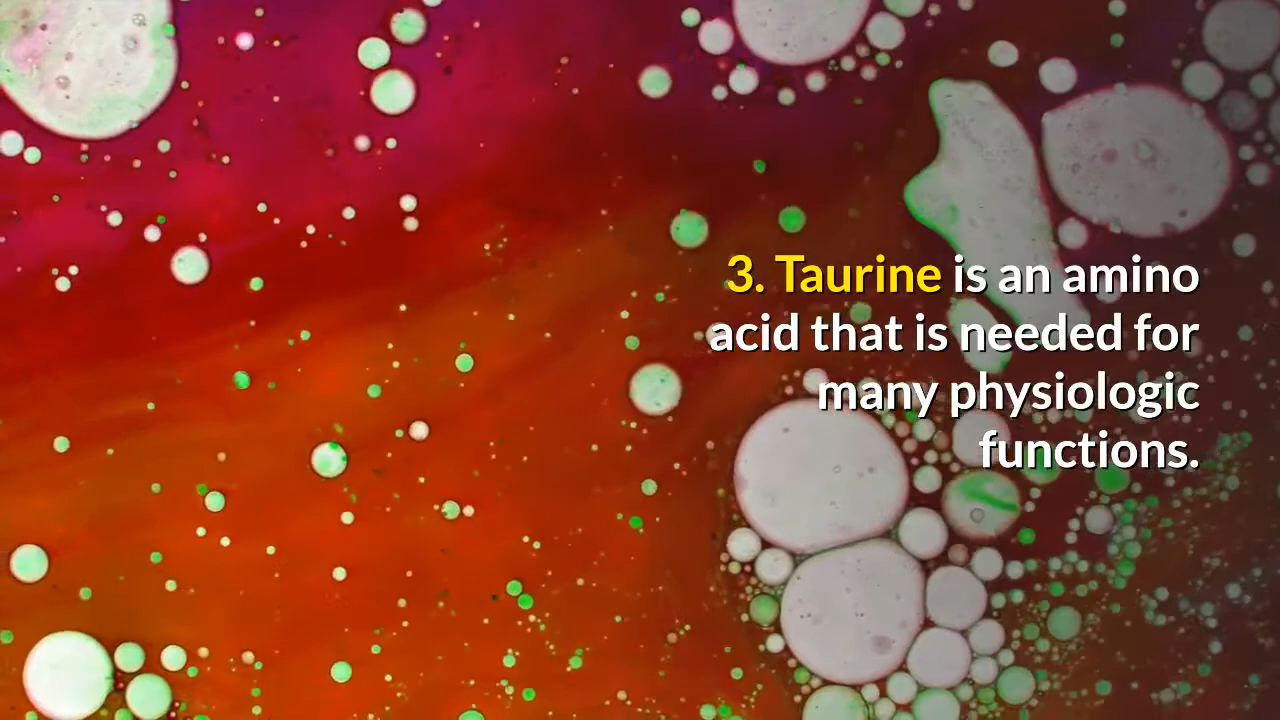 3. Taurine is an amino
acid that is needed for
many physiologic
functions.